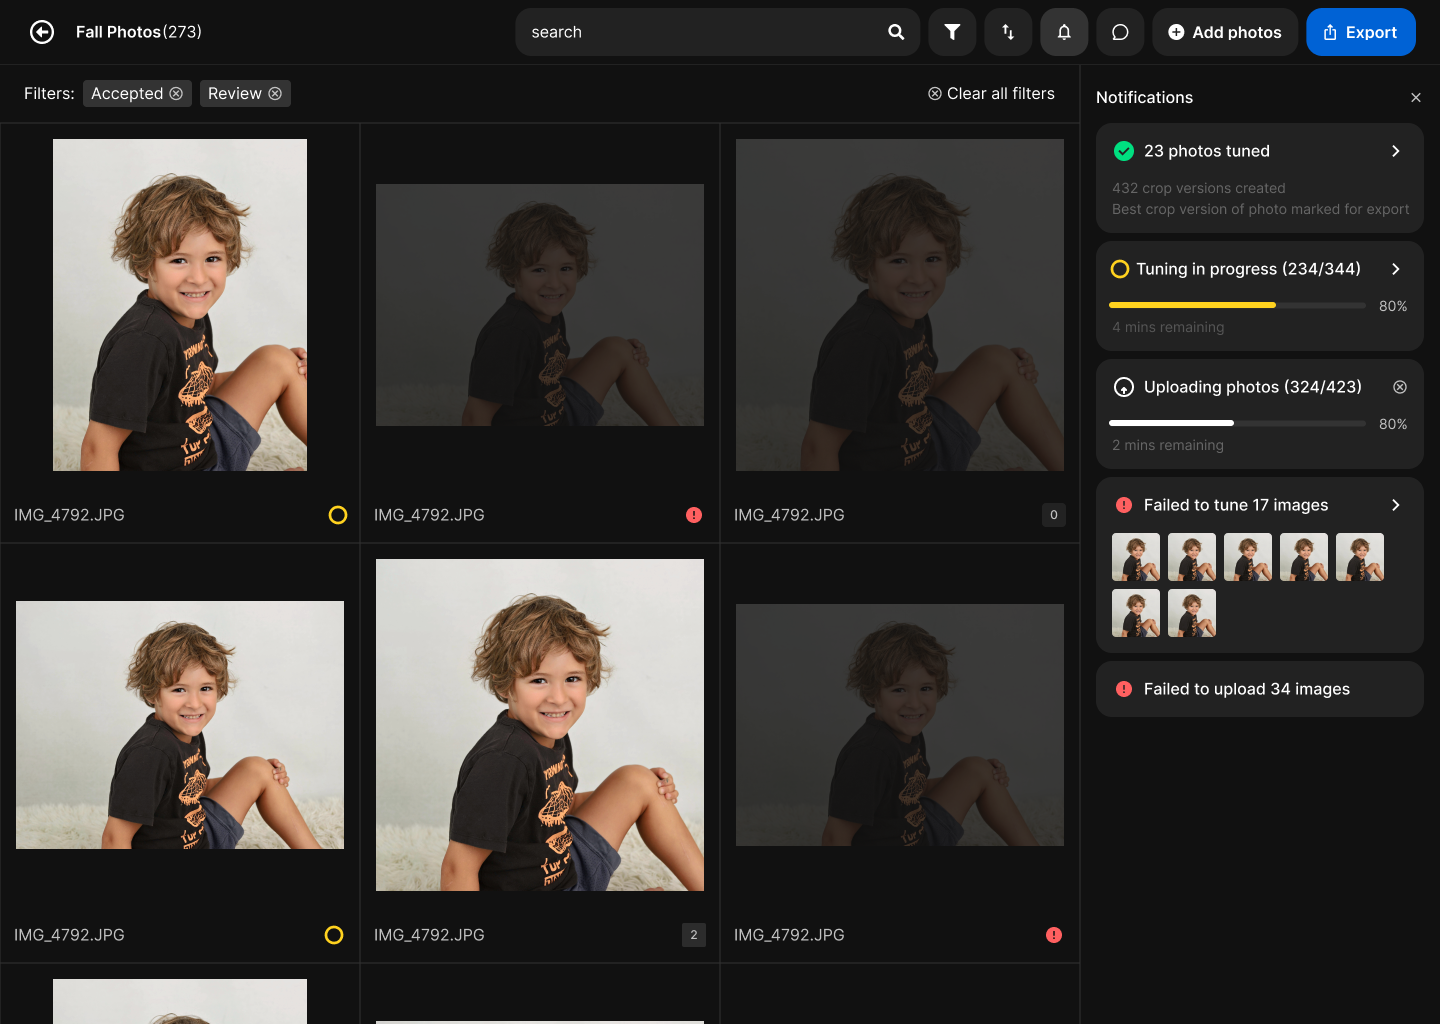 Fall Photos(273)
search
Add photos
Export
Filters: Accepted Review
Clear all filters
Notifications
23 photos tuned
432 crop versions created
Best crop version of photo marked for export
Tuning in progress (234/344)
80%
4 mins remaining
Uploading photos (324/423)
80%
2 mins remaining
Failed to tune 17 images
Failed to upload 34 images
IMG_4792.JPG
IMG_4792.JPG
IMG_4792.JPG
0
IMG_4792.JPG
IMG_4792.JPG
2
IMG_4792.JPG